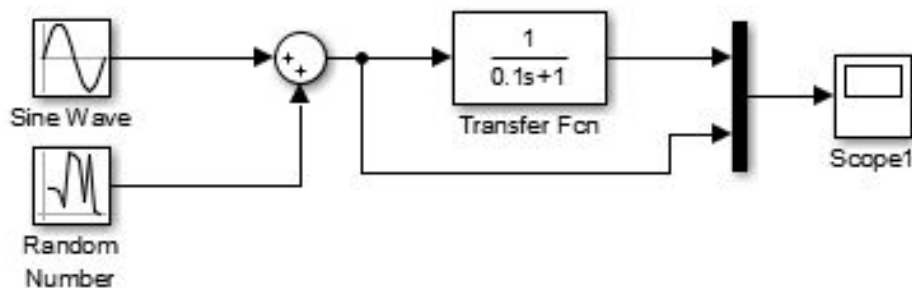 +
+
1
0.1s+1
Sine Wave
Transfer Fcn
Scope1
Random
Number